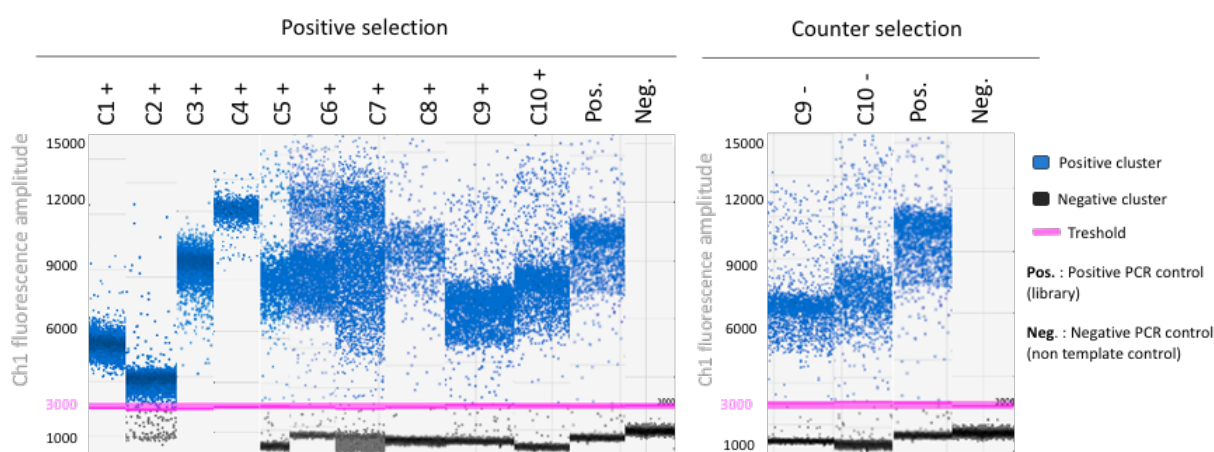 Positive selection
Counter selection
C1 +
C2 +
C3 +
C4 +
C5 +
C6 +
C7 +
C8 +
C9 +
C10 +
Pos.
Neg.
C9 -
C10 -
Pos.
Neg.
Ch1 fluorescence amplitude
15000
12000
9000
6000
3000
1000
Ch1 fluorescence amplitude
15000
12000
9000
6000
3000
1000
Positive cluster
Negative cluster
Treshold
Pos. : Positive PCR control
(library)
Neg. : Negative PCR control
(non template control)